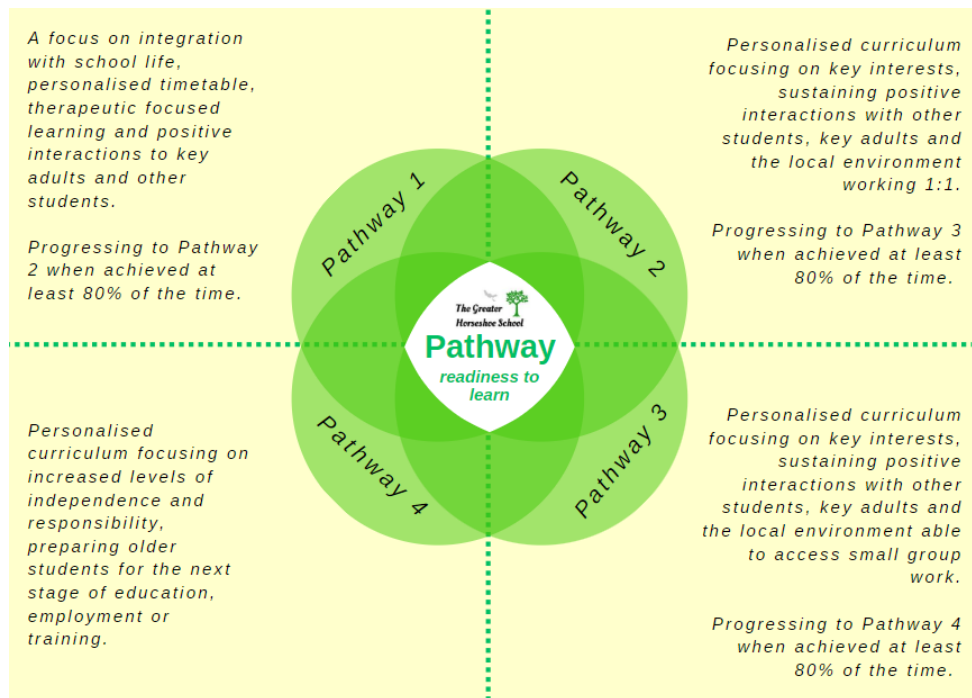 A focus on integration
with school life,
personalised timetable,
therapeutic focused
learning and positive
interactions to key
adults and other
students.
Progressing to Pathway
2 when achieved at
least 80% of the time.
Personalised curriculum
focusing on key interests,
sustaining positive
interactions with other
students, key adults and
the local environment
working 1:1.
Progressing to Pathway 3
when achieved at least
80% of the time.
Pathway 1
Pathway 2
The Greater
Horseshoe School
Pathway
readiness to
learn
Pathway 4
Pathway 3
Personalised
curriculum focusing on
increased levels of
independence and
responsibility,
preparing older
students for the next
stage of education,
employment or
training.
Personalised curriculum
focusing on key interests,
sustaining positive
interactions with other
students, key adults and
the local environment able
to access small group
work.
Progressing to Pathway 4
when achieved at least
80% of the time.